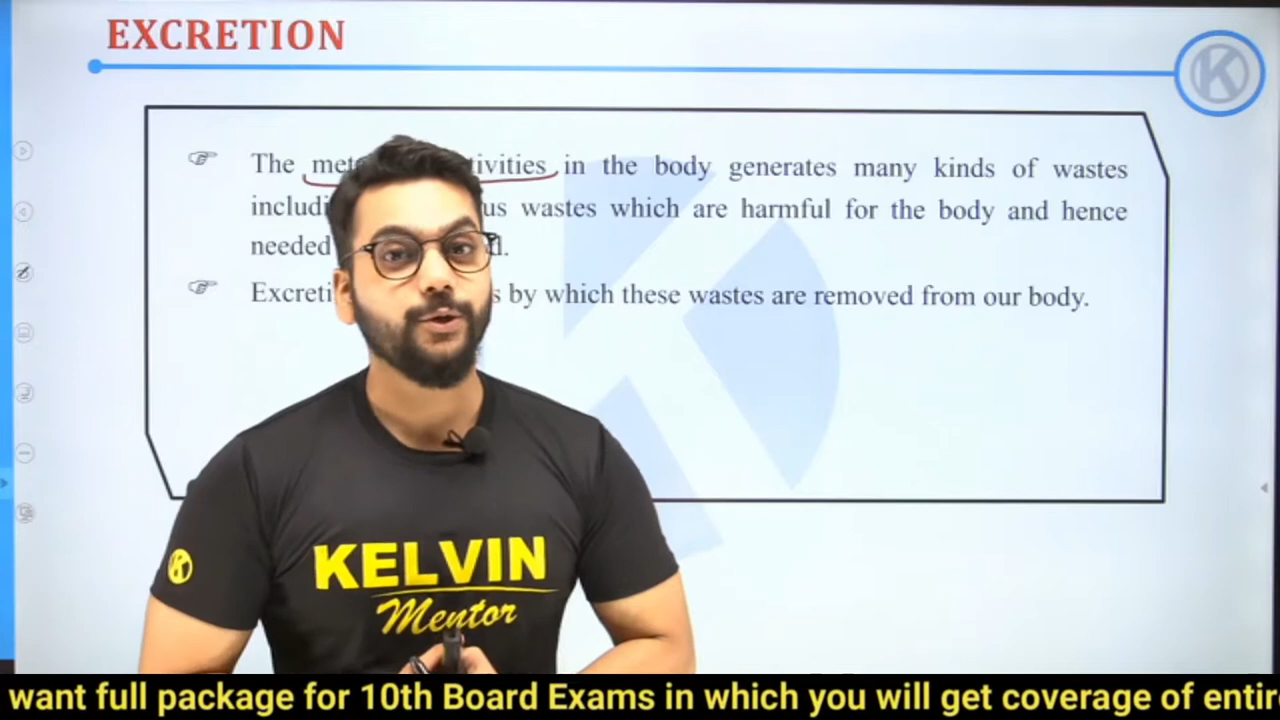 EXCRETION
The met tivities in the body generates many kinds of wastes
includi us wastes which are harmful for the body and hence
needed d.
Excreti s by which these wastes are removed from our body.
KELVIN
Mentor
want full package for 10th Board Exams in which you will get coverage of entir